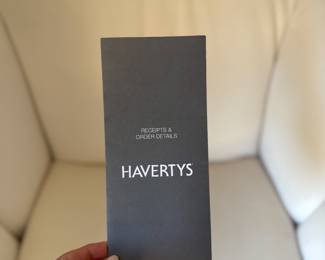 RECEIPTS &
ORDER DETAILS
HAVERTYS